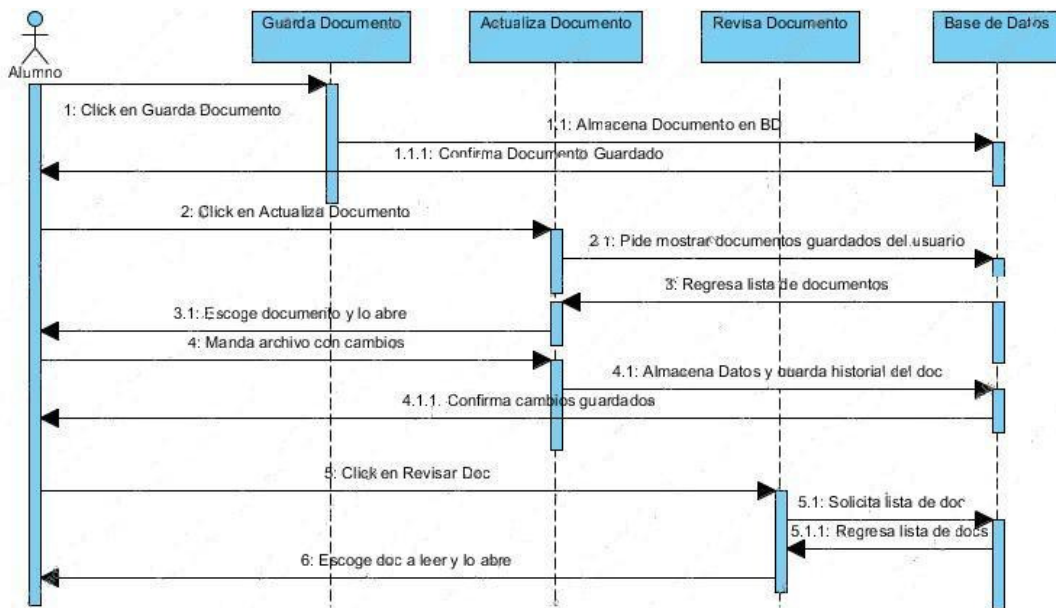 Guarda Documento
Actualiza Documento
Revisa Documento
Base de Datos
Alumno
1: Click en Guarda Documento
1.1: Almacena Documento en BD
1.1.1: Confirma Documento Guardado
2: Click en Actualiza Documento
2.1: Pide mostrar documentos guardados del usuario
3: Regresa lista de documentos
3.1: Escoge documento y lo abre
4: Manda archivo con cambios
4.1: Almacena Datos y guarda historial del doc
4.1.1. Confirma cambios guardados
5: Click en Revisar Doc
5.1: Solicita lista de doc
5.1.1: Regresa lista de docs
6: Escoge doc a leer y lo abre